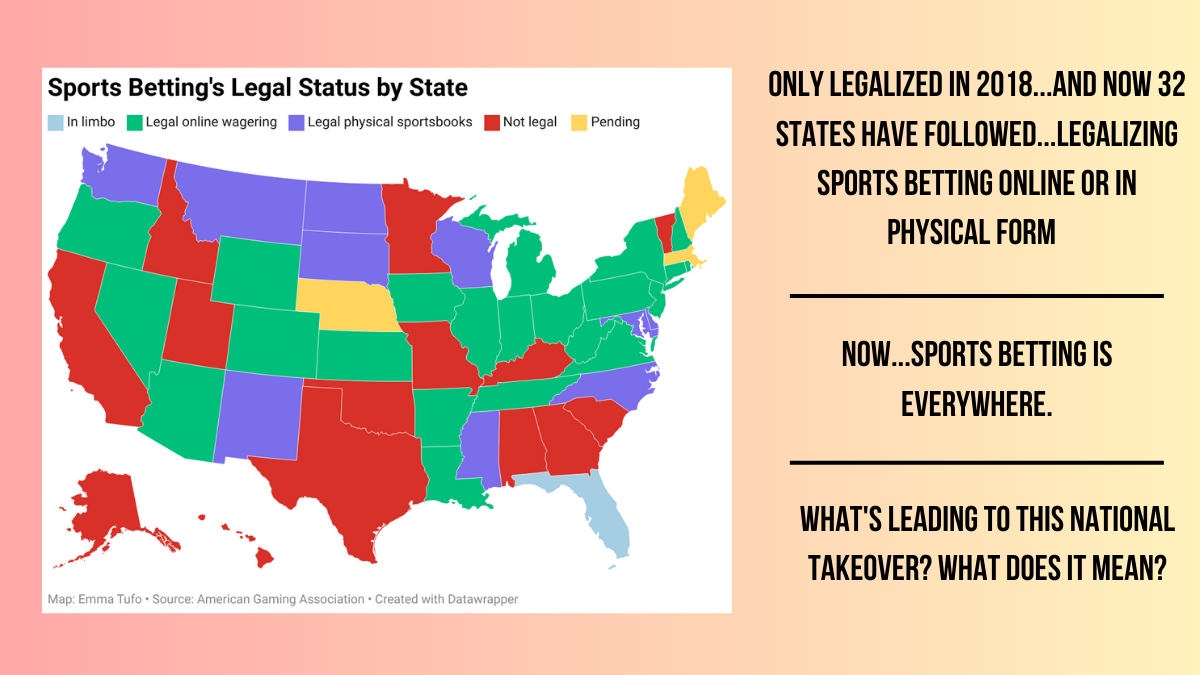 Sports Betting's Legal Status by State
In limbo Legal online wagering Legal physical sportsbooks Not legal Pending
Map: Emma Tufo • Source: American Gaming Association • Created with Datawrapper
ONLY LEGALIZED IN 2018...AND NOW 32
STATES HAVE FOLLOWED...LEGALIZING
SPORTS BETTING ONLINE OR IN
PHYSICAL FORM
NOW...SPORTS BETTING IS
EVERYWHERE.
WHAT'S LEADING TO THIS NATIONAL
TAKEOVER? WHAT DOES IT MEAN?